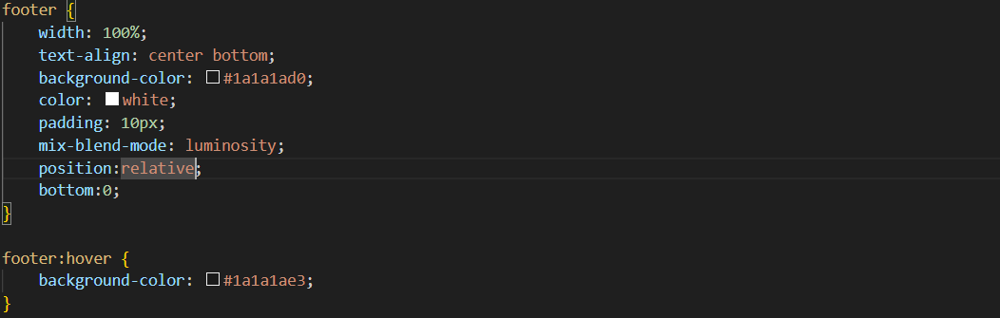 footer {
    width: 100%;
    text-align: center bottom;
    background-color: #1a1a1ad0;
    color: white;
    padding: 10px;
    mix-blend-mode: luminosity;
    position:relative;
    bottom:0;
}

footer:hover {
    background-color: #1a1a1ae3;
}